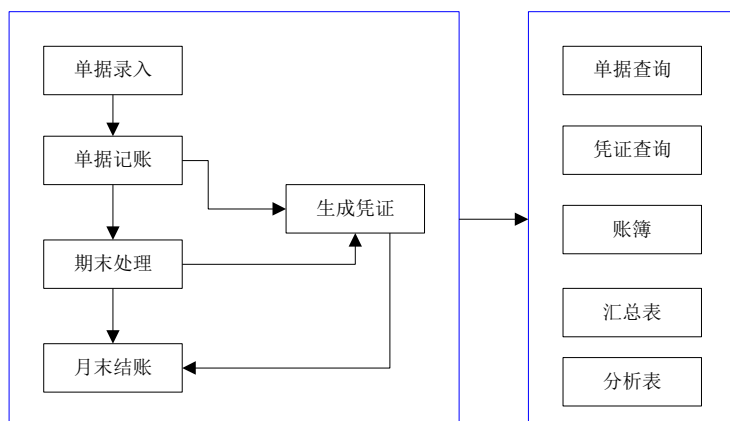 单据录入
单据记账
生成凭证
期末处理
月末结账
单据查询
凭证查询
账簿
汇总表
分析表